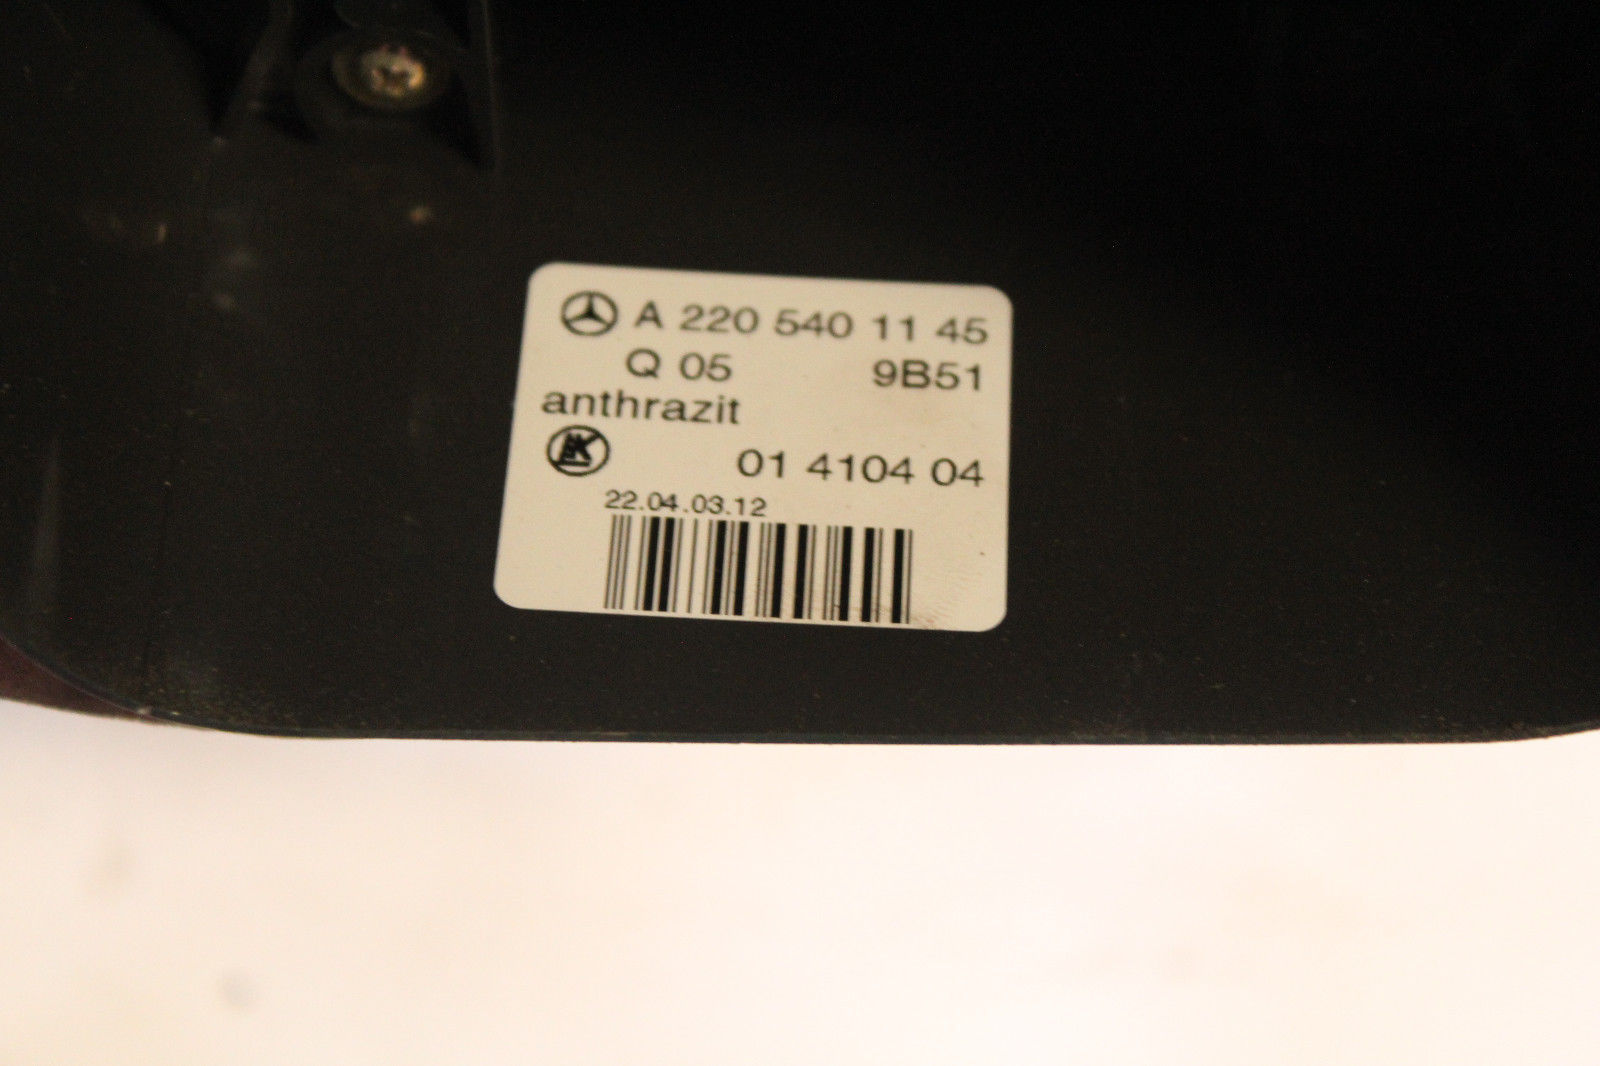 A 220 540 11 45
Q 05 9B51
anthrazit
01 4104 04
22.04.03.12